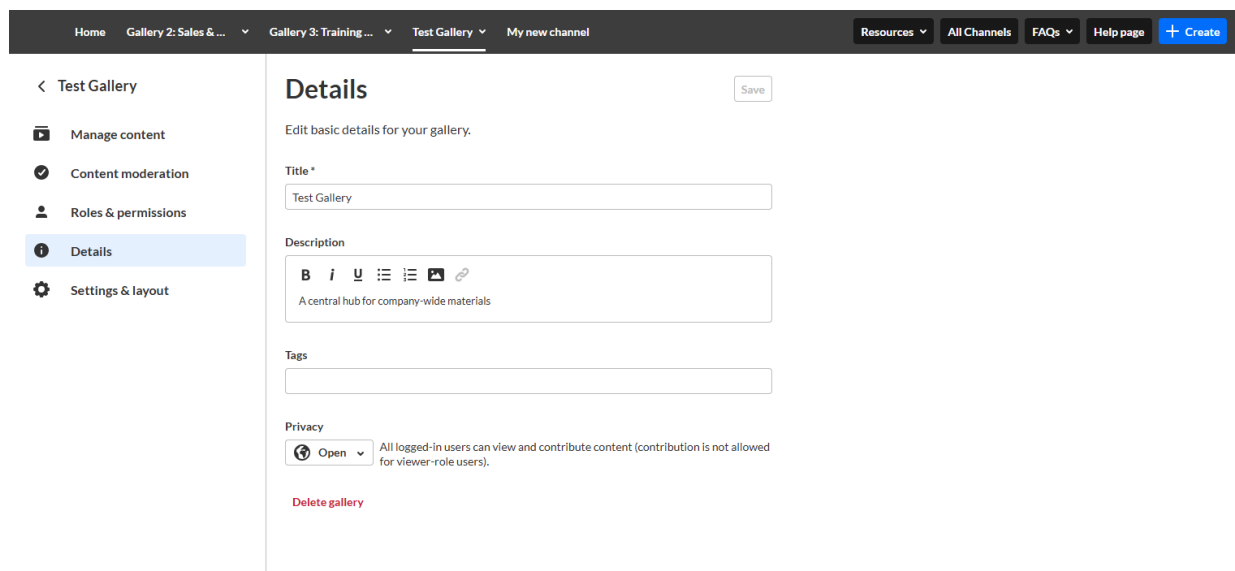 Home Gallery 2: Sales & ... Gallery 3: Training ... Test Gallery My new channel Resources All Channels FAQs Help page + Create
Test Gallery
Manage content
Content moderation
Roles & permissions
Details
Settings & layout
Details
Save
Edit basic details for your gallery.
Title *
Test Gallery
Description
B i U
A central hub for company-wide materials
Tags
Privacy
Open
All logged-in users can view and contribute content (contribution is not allowed
for viewer-role users).
Delete gallery